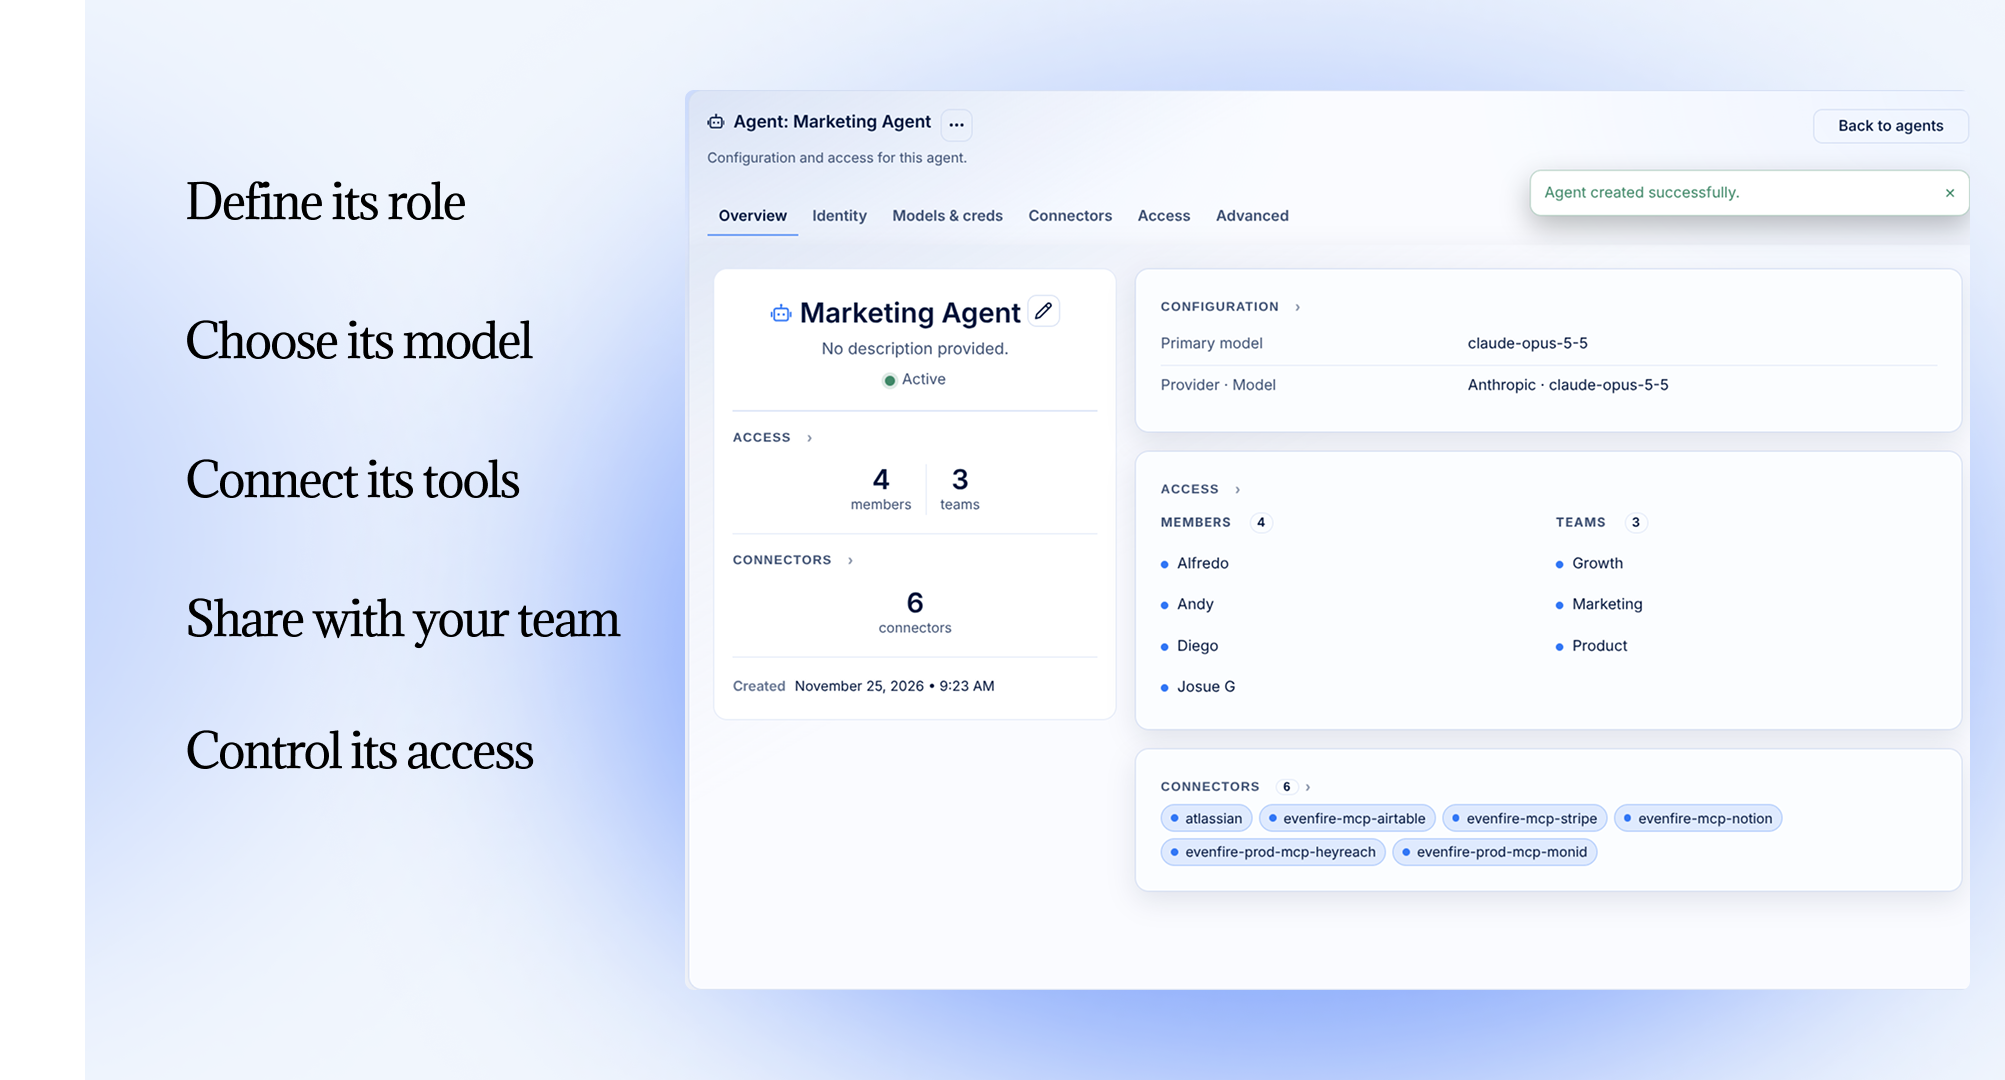 Define its role
Choose its model
Connect its tools
Share with your team
Control its access
Agent: Marketing Agent
Back to agents
Configuration and access for this agent.
Agent created successfully.
Overview Identity Models & creds Connectors Access Advanced
Marketing Agent
No description provided.
Active
ACCESS
4 3
members teams
CONNECTORS
6
connectors
Created November 25, 2026 • 9:23 AM
CONFIGURATION
Primary model claude-opus-5-5
Provider · Model Anthropic · claude-opus-5-5
ACCESS
MEMBERS 4 TEAMS 3
Alfredo Growth
Andy Marketing
Diego Product
Josue G
CONNECTORS 6
atlassian evenfire-mcp-airtable evenfire-mcp-stripe evenfire-mcp-notion
evenfire-prod-mcp-heyreach evenfire-prod-mcp-monid